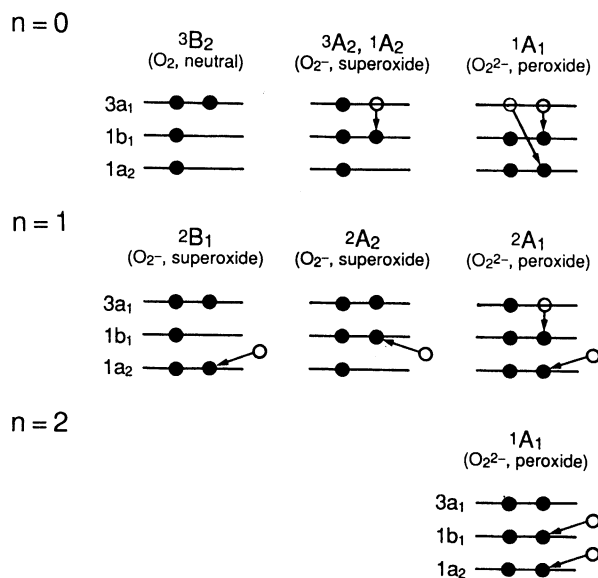 n = 0
³B₂ ³A₂, ¹A₂ ¹A₁
(O₂, neutral) (O₂⁻, superoxide) (O₂²⁻, peroxide)
3a₁
1b₁
1a₂
n = 1
²B₁ ²A₂ ²A₁
(O₂⁻, superoxide) (O₂⁻, superoxide) (O₂²⁻, peroxide)
3a₁
1b₁
1a₂
n = 2
¹A₁
(O₂²⁻, peroxide)
3a₁
1b₁
1a₂